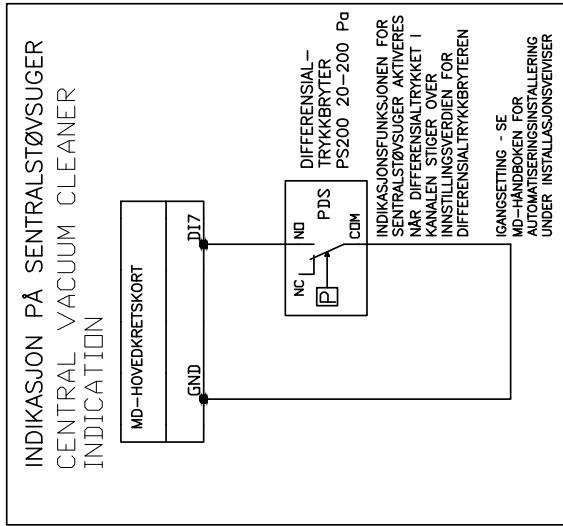 INDIKASJON PÅ SENTRALSTØVSUGER
CENTRAL VACUUM CLEANER
INDICATION
MD-HOVEDKRETSKORT
GND
DI7
NO
NC
PDS
P
COM
DIFFERENSIAL-
TRYKKBRYTER
PS200 20-200 Pa
INDIKASJONSFUNKSJONEN FOR
SENTRALSTØVSUGER AKTIVERES
NÅR DIFFERENSIALTRYKKET I
KANALEN STIGER OVER
INNSTILLINGSVERDIEN FOR
DIFFERENSIALTRYKKBRYTEREN
IGANGSETTING - SE
MD-HÅNDBOKEN FOR
AUTOMATISERINGSINSTALLERING
UNDER INSTALLASJONSVEIVISER